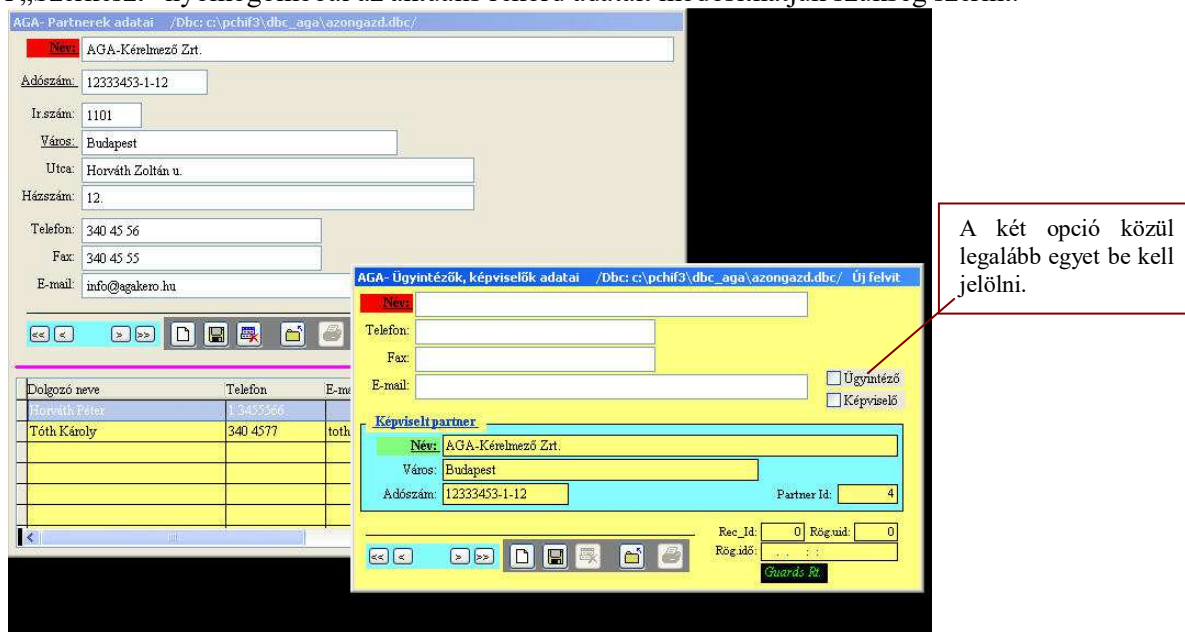 AGA- Partnerek adatai /Dbc: c:\pchif3\dbc_aga\azongazd.dbc/
Név: AGA-Kérelmező Zrt.
Adószám: 12333453-1-12
Ir.szám: 1101
Város: Budapest
Utca: Horváth Zoltán u.
Házszám: 12.
Telefon: 340 45 56
Fax: 340 45 55
E-mail: info@agakero.hu
<< < > >>
Dolgozó neve Telefon
Horváth Péter 1 3455566
Tóth Károly 340 4577 toth
AGA- Ügyintézők, képviselők adatai /Dbc: c:\pchif3\dbc_aga\azongazd.dbc/ Új felvit
Név:
Telefon:
Fax:
E-mail:
Ügyintéző
Képviselő
Képviselt partner
Név: AGA-Kérelmező Zrt.
Város: Budapest
Adószám: 12333453-1-12 Partner Id: 4
Rec_Id: 0 Rög.uid: 0
Rög.idő: . . : :
<< < > >>
Guards Rt.
A két opció közül
legalább egyet be kell
jelölni.